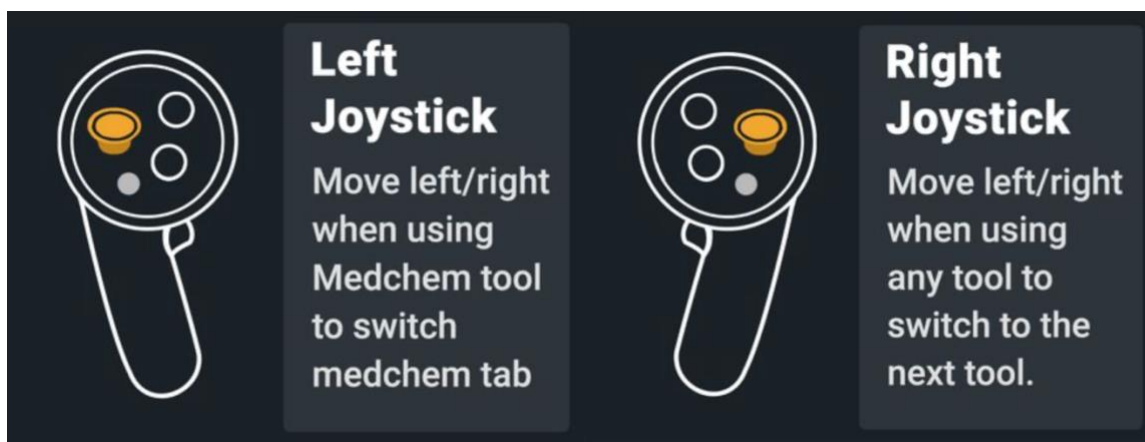 Left
Joystick
Move left/right
when using
Medchem tool
to switch
medchem tab
Right
Joystick
Move left/right
when using
any tool to
switch to the
next tool.